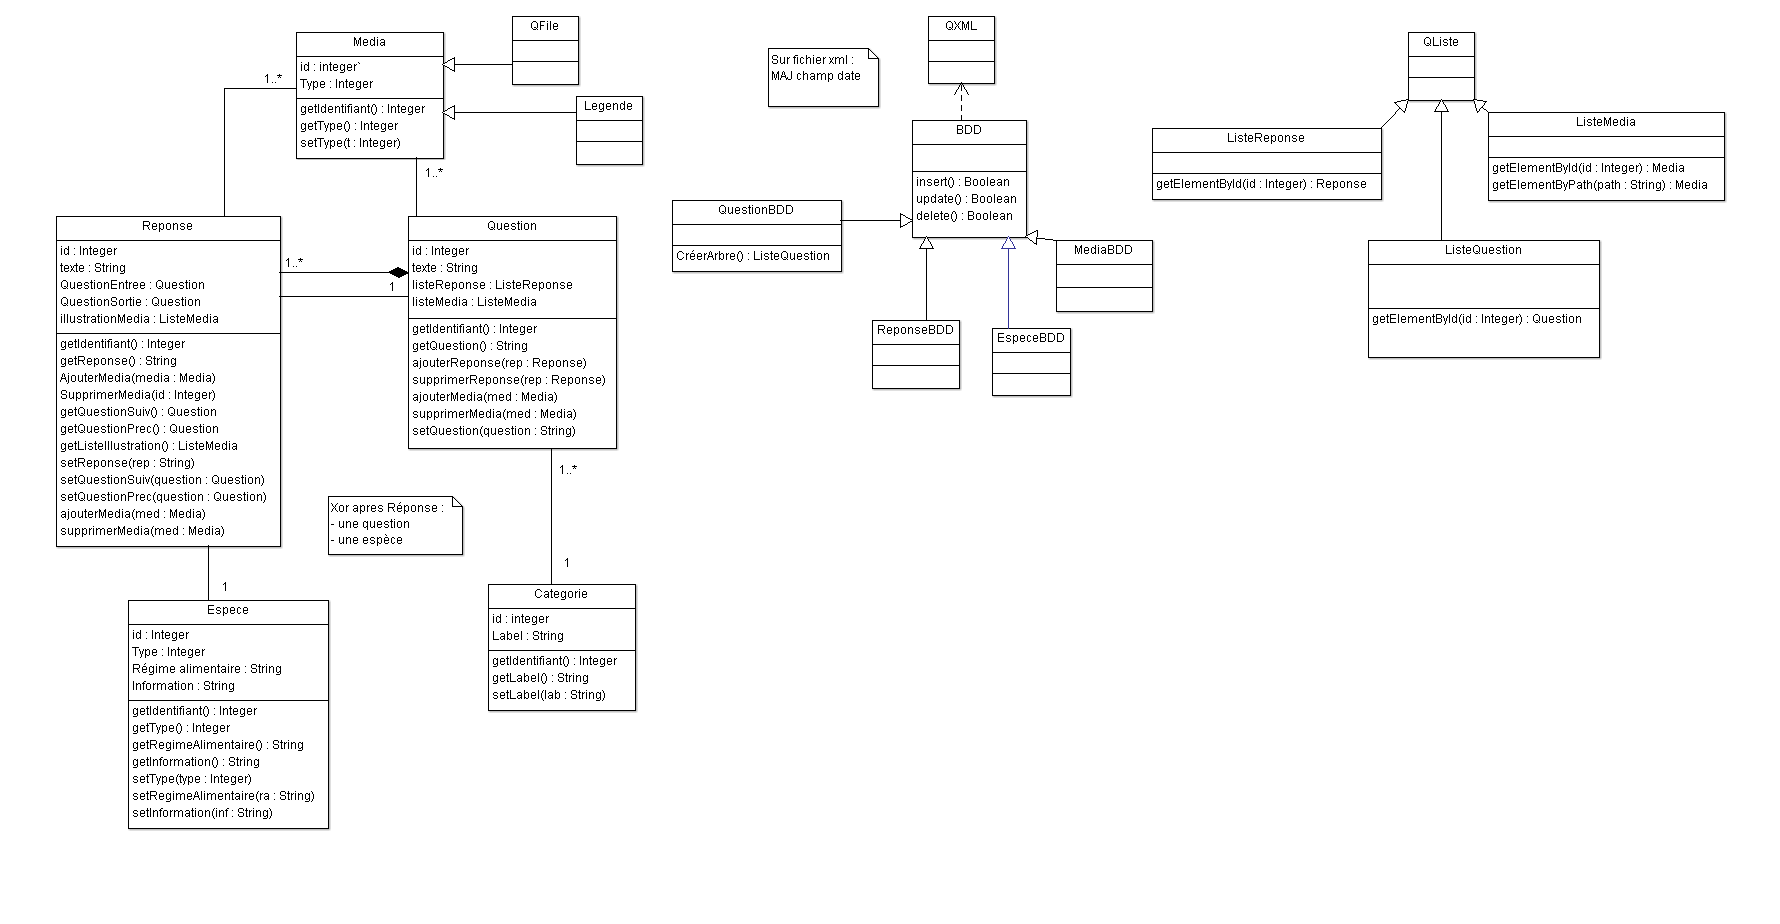 QFile
Media
id : integer`
Type : Integer
getIdentifiant() : Integer
getType() : Integer
setType(t : Integer)
Legende
1..*
1..*
Reponse
id : Integer
texte : String
QuestionEntree : Question
QuestionSortie : Question
illustrationMedia : ListeMedia
getIdentifiant() : Integer
getReponse() : String
AjouterMedia(media : Media)
SupprimerMedia(id : Integer)
getQuestionSuiv() : Question
getQuestionPrec() : Question
getListeIllustration() : ListeMedia
setReponse(rep : String)
setQuestionSuiv(question : Question)
setQuestionPrec(question : Question)
ajouterMedia(med : Media)
supprimerMedia(med : Media)
1..*
1
Question
id : Integer
texte : String
listeReponse : ListeReponse
listeMedia : ListeMedia
getIdentifiant() : Integer
getQuestion() : String
ajouterReponse(rep : Reponse)
supprimerReponse(rep : Reponse)
ajouterMedia(med : Media)
supprimerMedia(med : Media)
setQuestion(question : String)
1..*
Xor apres Réponse :
- une question
- une espèce
1
1
Espece
id : Integer
Type : Integer
Régime alimentaire : String
Information : String
getIdentifiant() : Integer
getType() : Integer
getRegimeAlimentaire() : String
getInformation() : String
setType(type : Integer)
setRegimeAlimentaire(ra : String)
setInformation(inf : String)
Categorie
id : integer
Label : String
getIdentifiant() : Integer
getLabel() : String
setLabel(lab : String)
Sur fichier xml :
MAJ champ date
QXML
BDD
insert() : Boolean
update() : Boolean
delete() : Boolean
QuestionBDD
CréerArbre() : ListeQuestion
MediaBDD
ReponseBDD
EspeceBDD
QListe
ListeReponse
getElementById(id : Integer) : Reponse
ListeMedia
getElementById(id : Integer) : Media
getElementByPath(path : String) : Media
ListeQuestion
getElementById(id : Integer) : Question